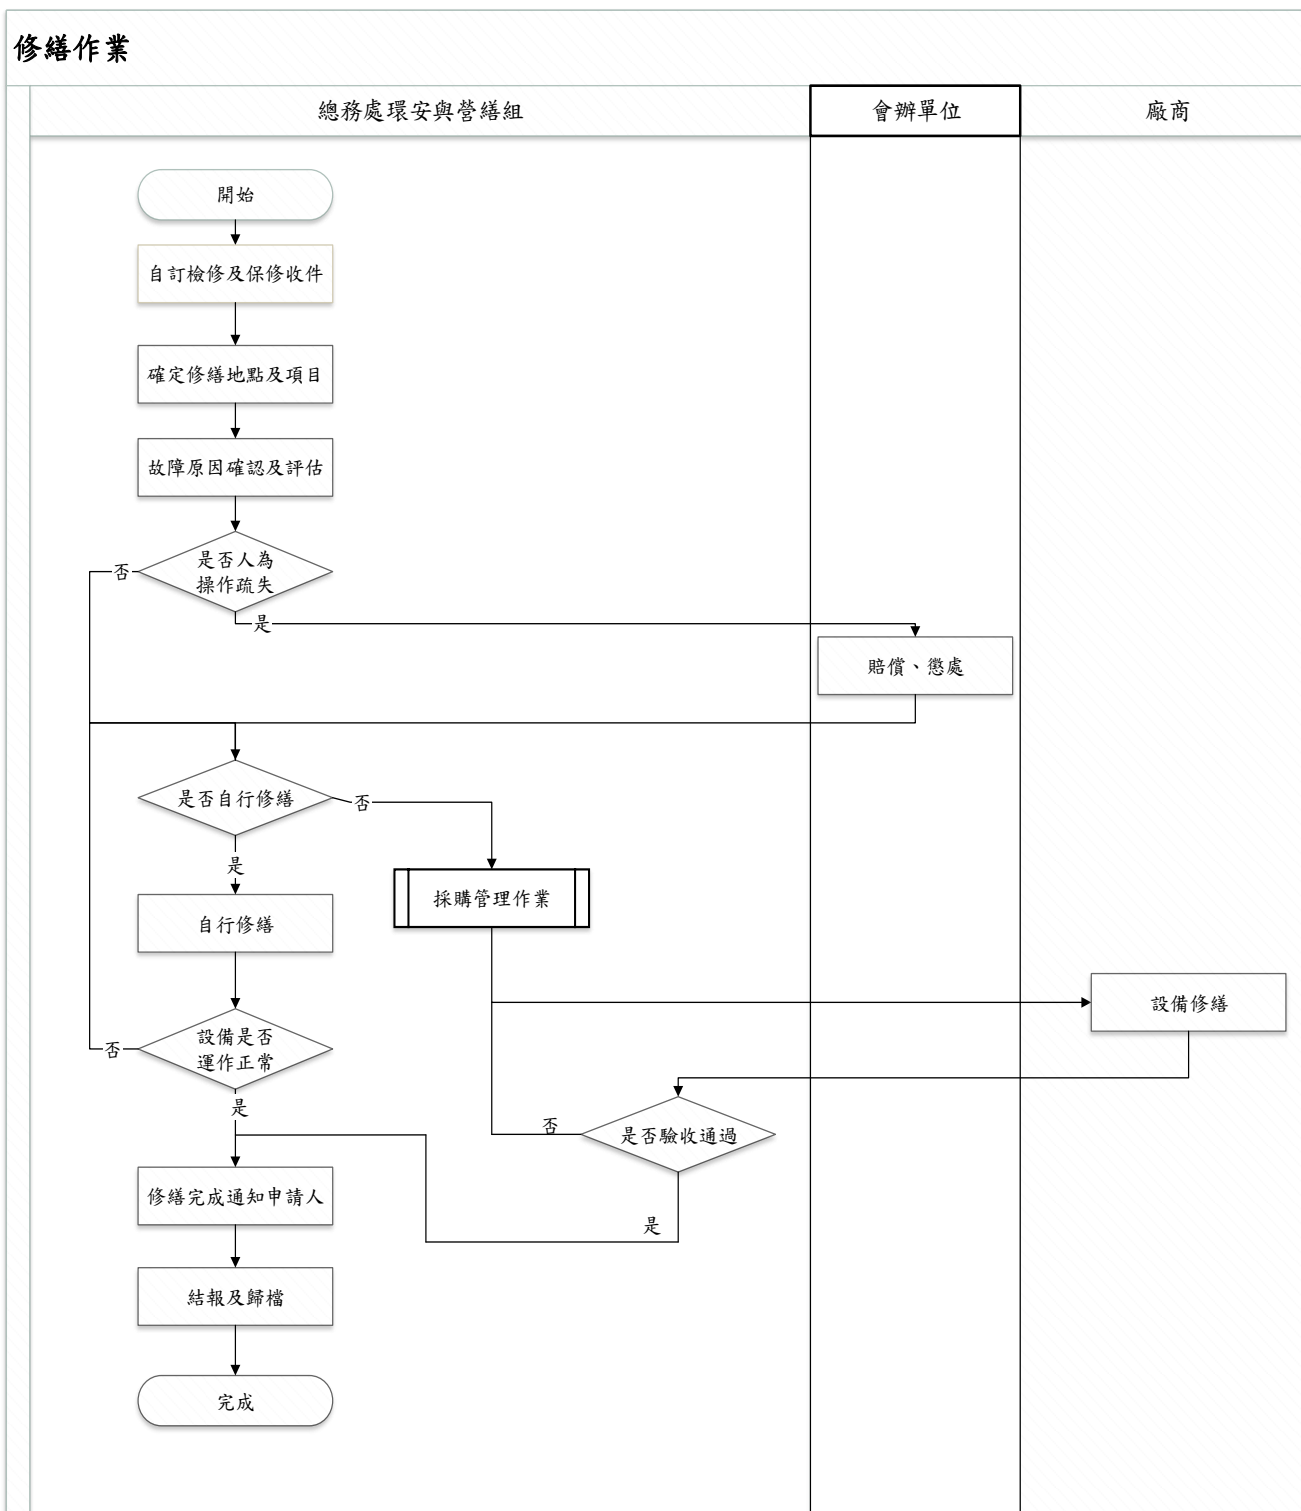 修繕作業
總務處環安與營繕組
會辦單位
廠商
開始
自訂檢修及保修收件
確定修繕地點及項目
故障原因確認及評估
是否人為
操作疏失
否
是
賠償、懲處
是否自行修繕
否
是
採購管理作業
自行修繕
設備修繕
設備是否
運作正常
否
是
是否驗收通過
否
是
修繕完成通知申請人
結報及歸檔
完成